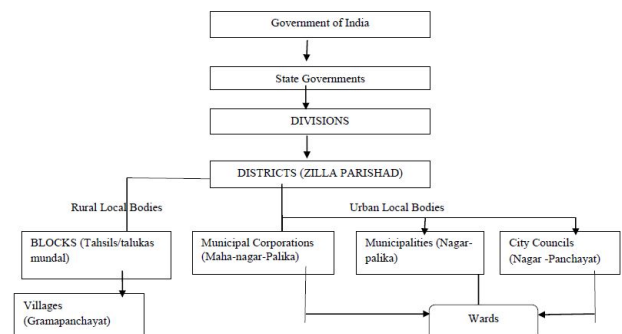 Government of India
State Governments
DIVISIONS
DISTRICTS (ZILLA PARISHAD)
Rural Local Bodies
Urban Local Bodies
BLOCKS (Tahsils/talukas
mundal)
Municipal Corporations
(Maha-nagar-Palika)
Municipalities (Nagar-
palika)
City Councils
(Nagar -Panchayat)
Villages
(Gramapanchayat)
Wards